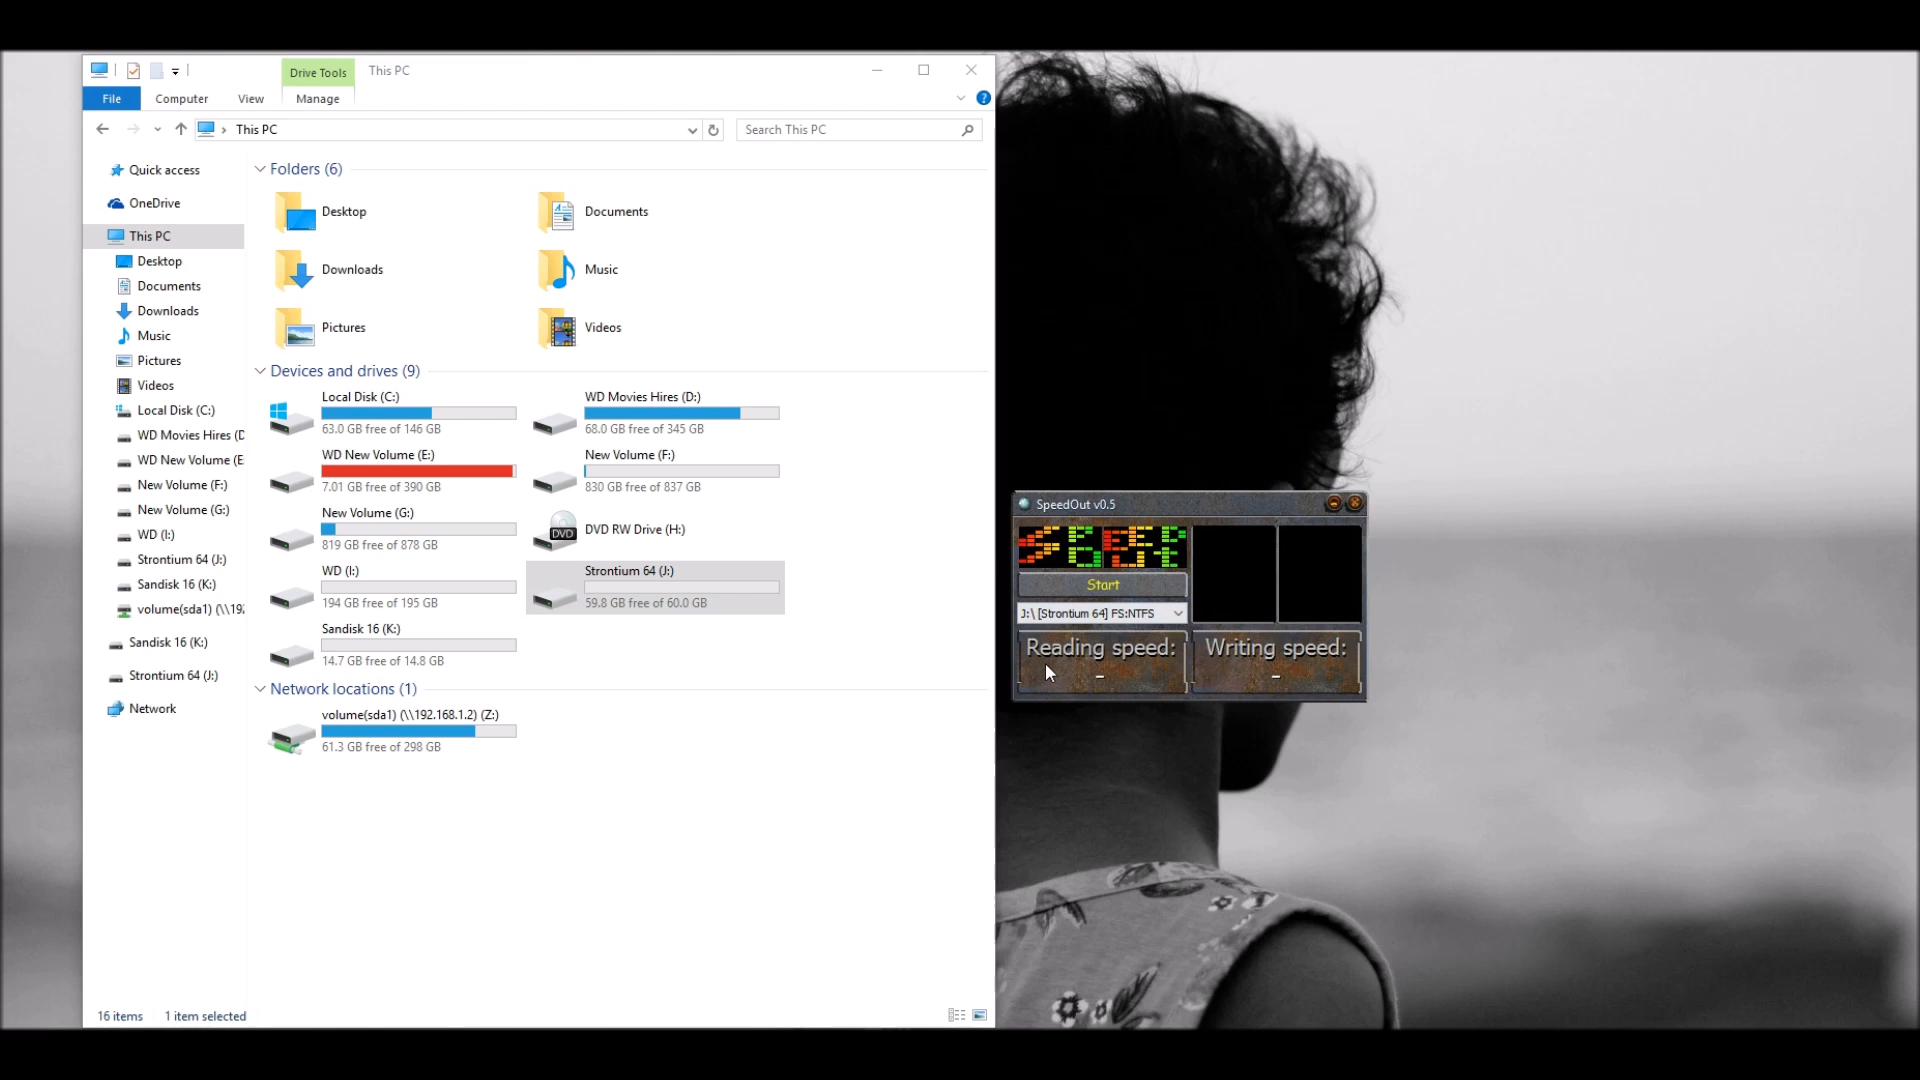 Drive Tools
This PC
File
Computer
View
Manage
This PC
Search This PC
Quick access
OneDrive
This PC
Desktop
Documents
Downloads
Music
Pictures
Videos
Local Disk (C:)
WD Movies Hires (D
WD New Volume (E:
New Volume (F:)
New Volume (G:)
WD (I:)
Strontium 64 (J:)
Sandisk 16 (K:)
volume(sda1) (\\192
Sandisk 16 (K:)
Strontium 64 (J:)
Network
Folders (6)
Desktop
Documents
Downloads
Music
Pictures
Videos
Devices and drives (9)
Local Disk (C:)
63.0 GB free of 146 GB
WD Movies Hires (D:)
68.0 GB free of 345 GB
WD New Volume (E:)
7.01 GB free of 390 GB
New Volume (F:)
830 GB free of 837 GB
New Volume (G:)
819 GB free of 878 GB
DVD
DVD RW Drive (H:)
WD (I:)
194 GB free of 195 GB
Strontium 64 (J:)
59.8 GB free of 60.0 GB
Sandisk 16 (K:)
14.7 GB free of 14.8 GB
Network locations (1)
volume(sda1) (\\192.168.1.2) (Z:)
61.3 GB free of 298 GB
16 items
1 item selected
SpeedOut v0.5
Start
J:\ [Strontium 64] FS:NTFS
Reading speed:
-
Writing speed:
-